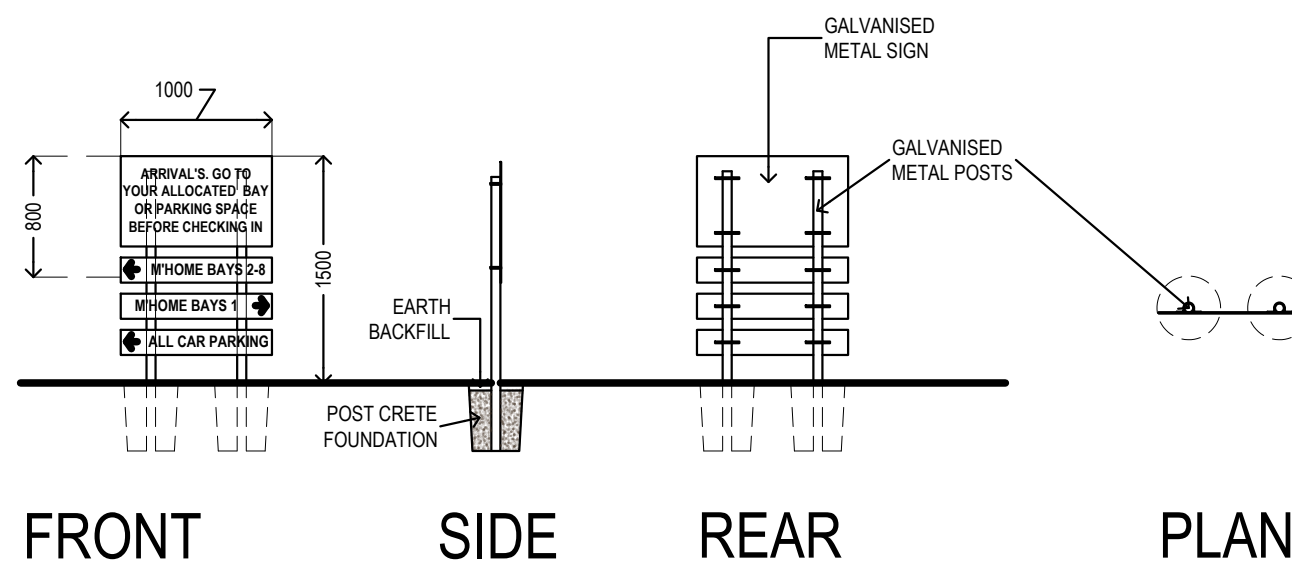 GALVANISED
METAL SIGN
1000
GALVANISED
METAL POSTS
ARRIVAL'S. GO TO
YOUR ALLOCATED BAY
OR PARKING SPACE
BEFORE CHECKING IN
800
1500
M'HOME BAYS 2-8
M'HOME BAYS 1
ALL CAR PARKING
EARTH
BACKFILL
POST CRETE
FOUNDATION
FRONT
SIDE
REAR
PLAN